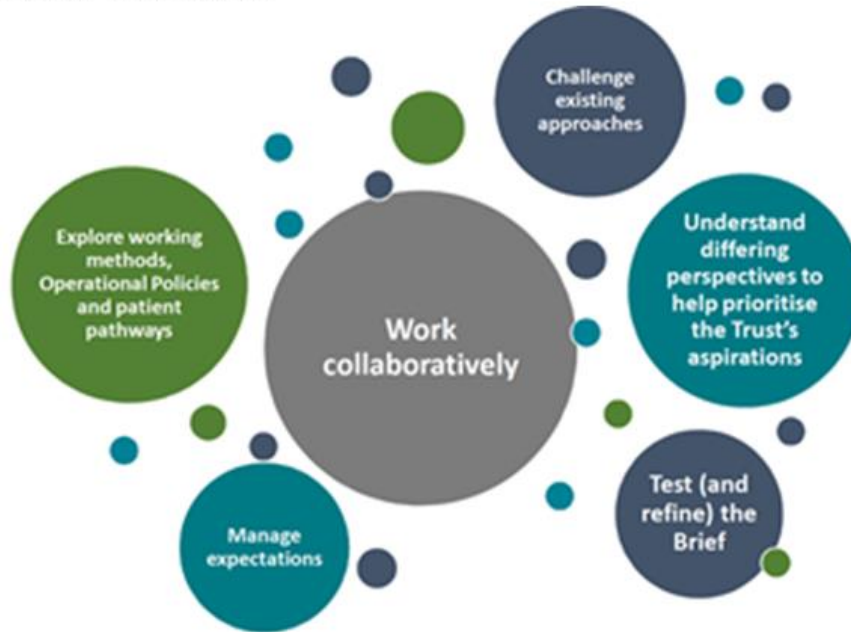 Challenge
existing
approaches
Explore working
methods,
Operational Policies
and patient
pathways
Understand
differing
perspectives to
help prioritise
the Trust's
aspirations
Work
collaboratively
Test (and
refine) the
Brief
Manage
expectations